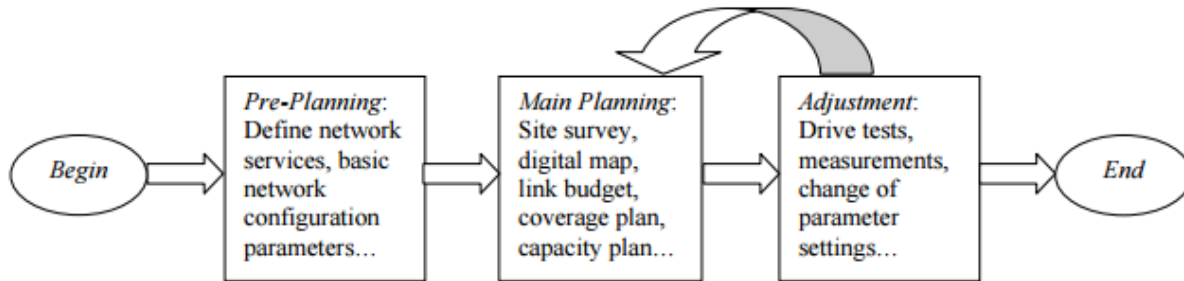 Begin
Pre-Planning:
Define network
services, basic
network
configuration
parameters…
Main Planning:
Site survey,
digital map,
link budget,
coverage plan,
capacity plan…
Adjustment:
Drive tests,
measurements,
change of
parameter
settings…
End